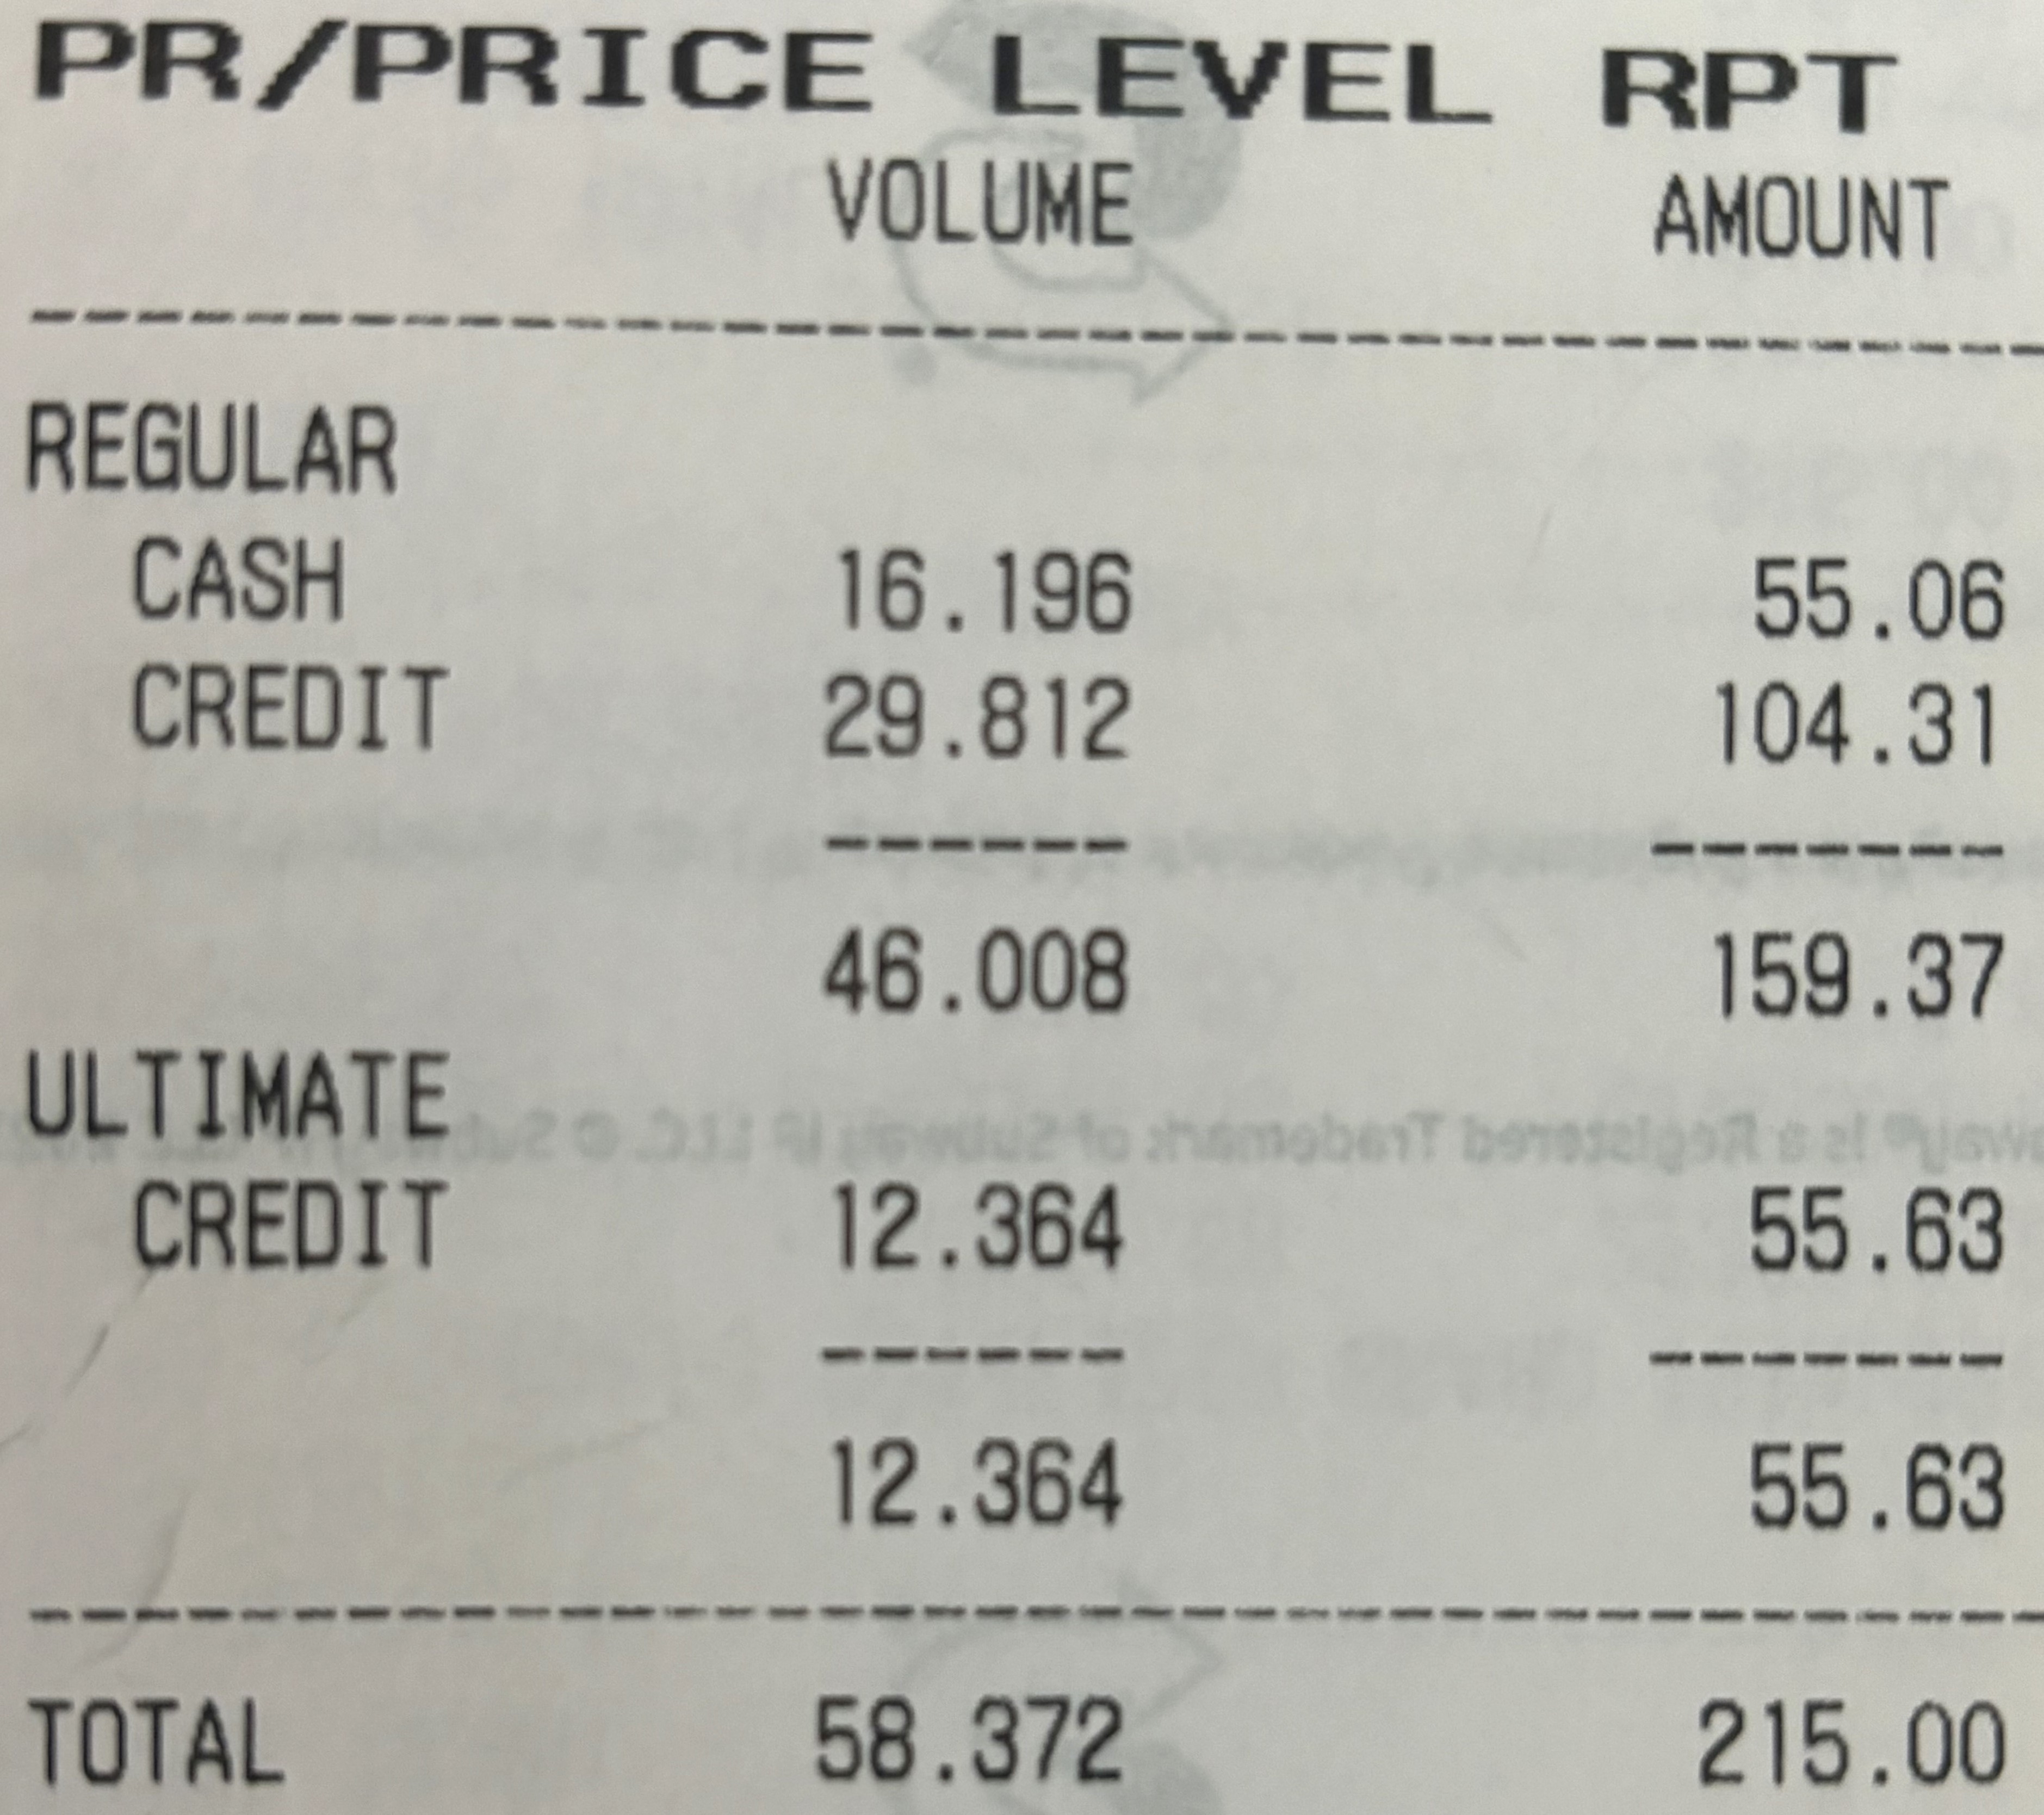 PR/PRICE LEVEL RPT
VOLUME AMOUNT
--------------------------------------
REGULAR
CASH 16.196 55.06
CREDIT 29.812 104.31
------ -------
46.008 159.37
ULTIMATE
way® is a Registered Trademark of Subway IP LLC. © Subway IP LLC
CREDIT 12.364 55.63
------ -------
12.364 55.63
--------------------------------------
TOTAL 58.372 215.00